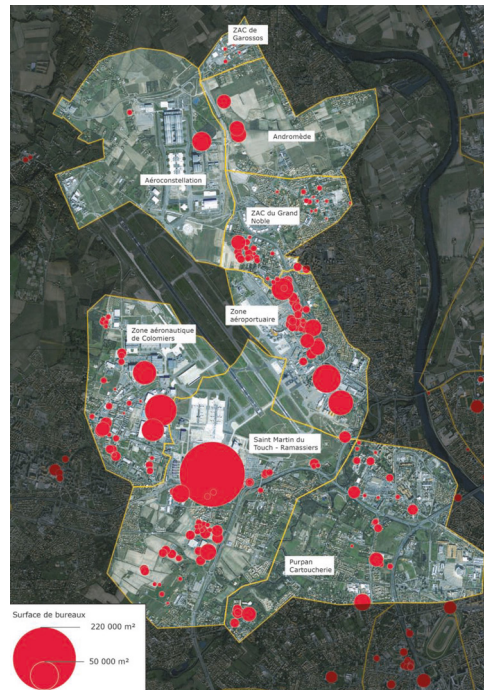 ZAC de
Garossos
Andromède
Aéroconstellation
ZAC du Grand
Noble
Zone
aéroportuaire
Zone aéronautique
de Colomiers
Saint Martin du
Touch - Ramassiers
Purpan
Cartoucherie
Surface de bureaux
220 000 m²
50 000 m²